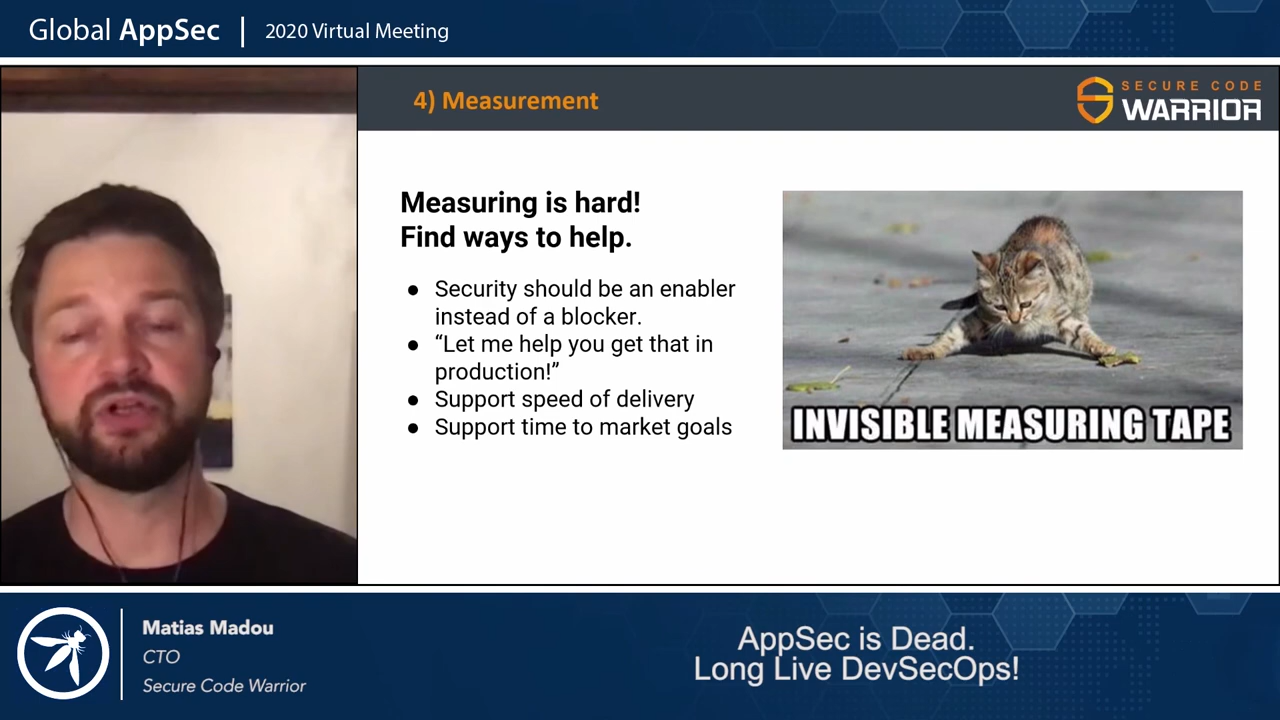 Global AppSec | 2020 Virtual Meeting
4) Measurement
SECURE CODE
WARRIOR
Measuring is hard!
Find ways to help.
● Security should be an enabler
instead of a blocker.
● “Let me help you get that in
production!”
● Support speed of delivery
● Support time to market goals
INVISIBLE MEASURING TAPE
Matias Madou
CTO
Secure Code Warrior
AppSec is Dead.
Long Live DevSecOps!